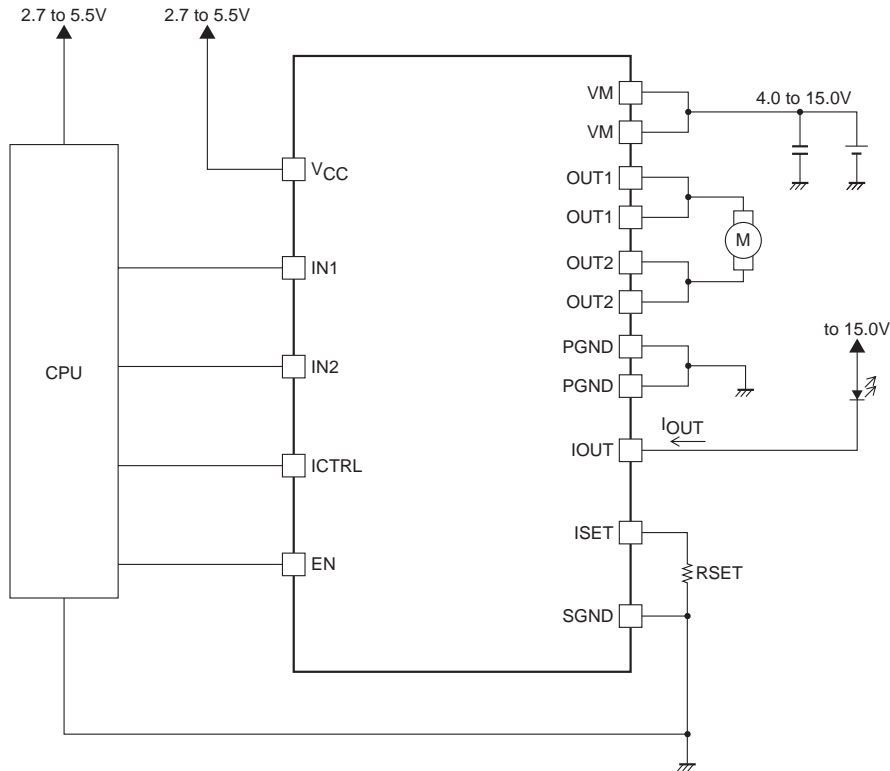 2.7 to 5.5V
2.7 to 5.5V
VM
4.0 to 15.0V
VM
VCC
OUT1
OUT1
M
IN1
OUT2
OUT2
to 15.0V
PGND
CPU
IN2
PGND
IOUT
ICTRL
IOUT
ISET
EN
RSET
SGND